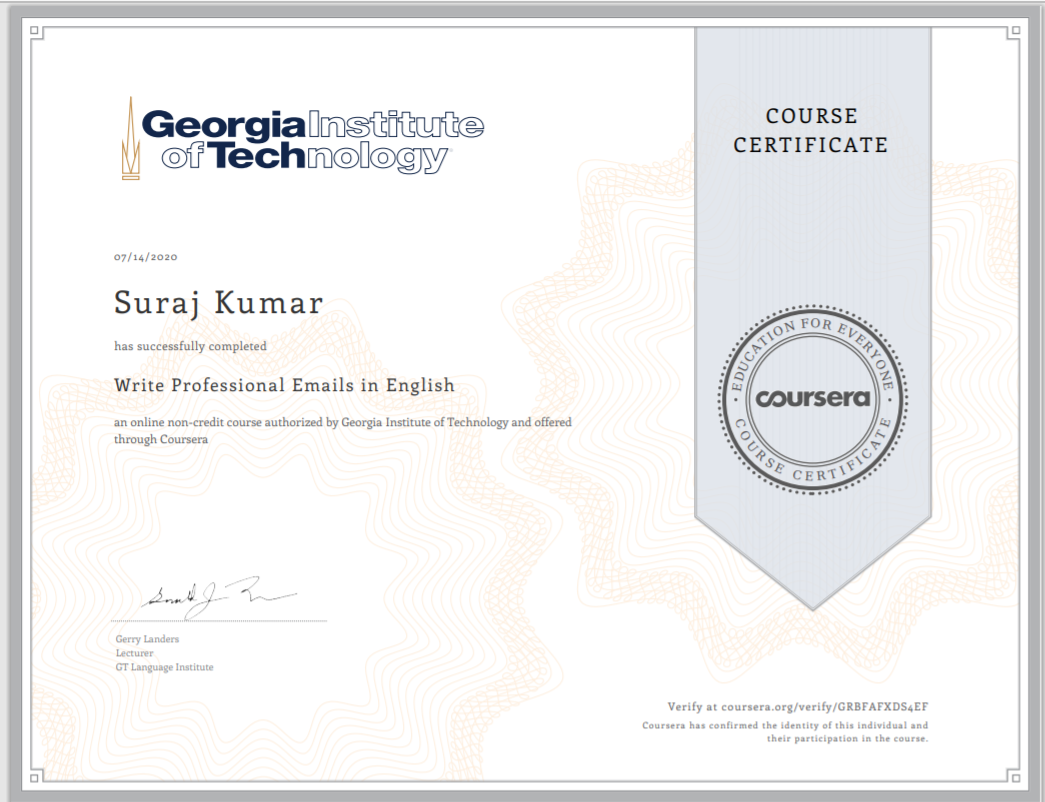 Georgia Institute
of Technology
COURSE
CERTIFICATE
07/14/2020
Suraj Kumar
has successfully completed
Write Professional Emails in English
an online non-credit course authorized by Georgia Institute of Technology and offered
through Coursera
EDUCATION FOR EVERYONE
coursera
COURSE CERTIFICATE
Gerry Landers
Lecturer
GT Language Institute
Verify at coursera.org/verify/GRBFAFXDS4EF
Coursera has confirmed the identity of this individual and
their participation in the course.